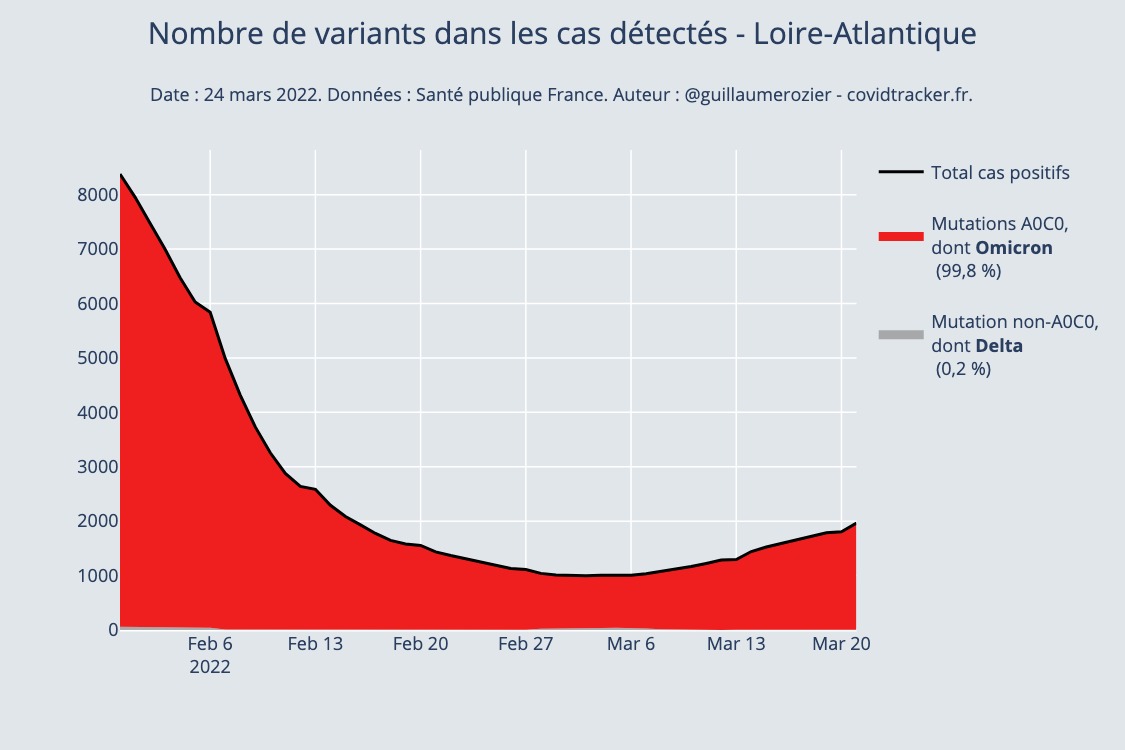 Nombre de variants dans les cas détectés - Loire-Atlantique
Date : 24 mars 2022. Données : Santé publique France. Auteur : @guillaumerozier - covidtracker.fr.
Total cas positifs
Mutations A0C0,
dont Omicron
(99,8 %)
Mutation non-A0C0,
dont Delta
(0,2 %)
8000
7000
6000
5000
4000
3000
2000
1000
0
Feb 6 Feb 13 Feb 20 Feb 27 Mar 6 Mar 13 Mar 20
2022